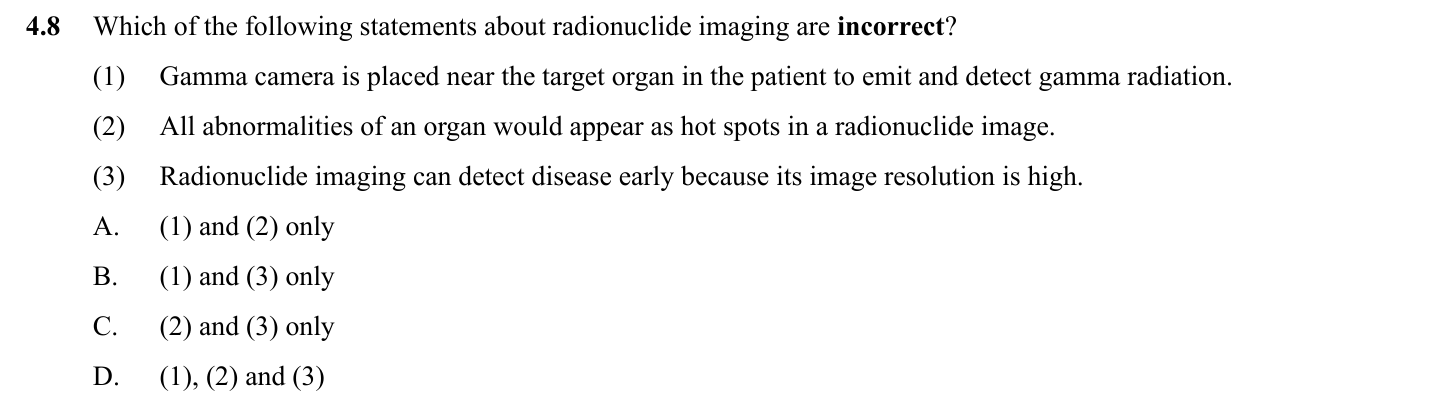 4.8 Which of the following statements about radionuclide imaging are incorrect?
(1) Gamma camera is placed near the target organ in the patient to emit and detect gamma radiation.
(2) All abnormalities of an organ would appear as hot spots in a radionuclide image.
(3) Radionuclide imaging can detect disease early because its image resolution is high.
A. (1) and (2) only
B. (1) and (3) only
C. (2) and (3) only
D. (1), (2) and (3)